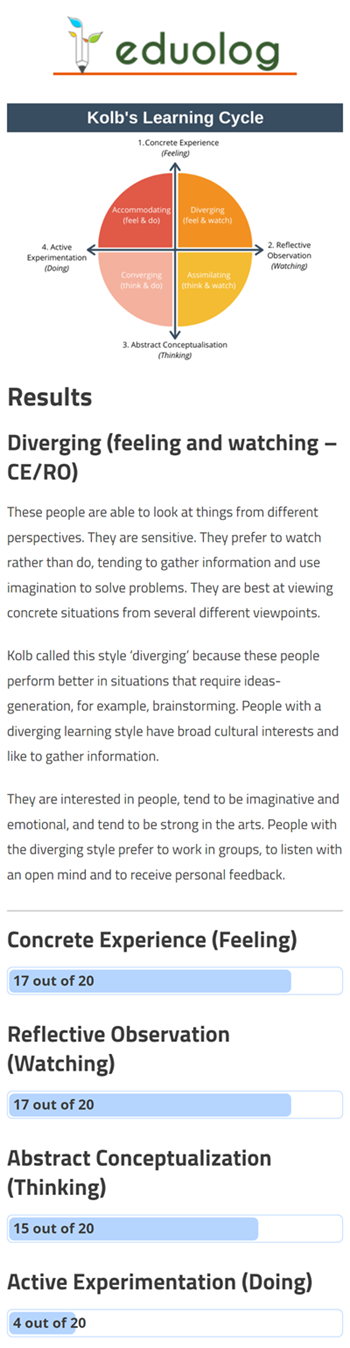 eduolog
Kolb's Learning Cycle
1.Concrete Experience
(Feeling)
Accommodating
(feel & do)
Diverging
(feel & watch)
4. Active
Experimentation
(Doing)
2. Reflective
Observation
(Watching)
Converging
(think & do)
Assimilating
(think & watch)
3. Abstract Conceptualisation
(Thinking)
Results
Diverging (feeling and watching –
CE/RO)
These people are able to look at things from different
perspectives. They are sensitive. They prefer to watch
rather than do, tending to gather information and use
imagination to solve problems. They are best at viewing
concrete situations from several different viewpoints.
Kolb called this style ‘diverging’ because these people
perform better in situations that require ideas-
generation, for example, brainstorming. People with a
diverging learning style have broad cultural interests and
like to gather information.
They are interested in people, tend to be imaginative and
emotional, and tend to be strong in the arts. People with
the diverging style prefer to work in groups, to listen with
an open mind and to receive personal feedback.
Concrete Experience (Feeling)
17 out of 20
Reflective Observation
(Watching)
17 out of 20
Abstract Conceptualization
(Thinking)
15 out of 20
Active Experimentation (Doing)
4 out of 20